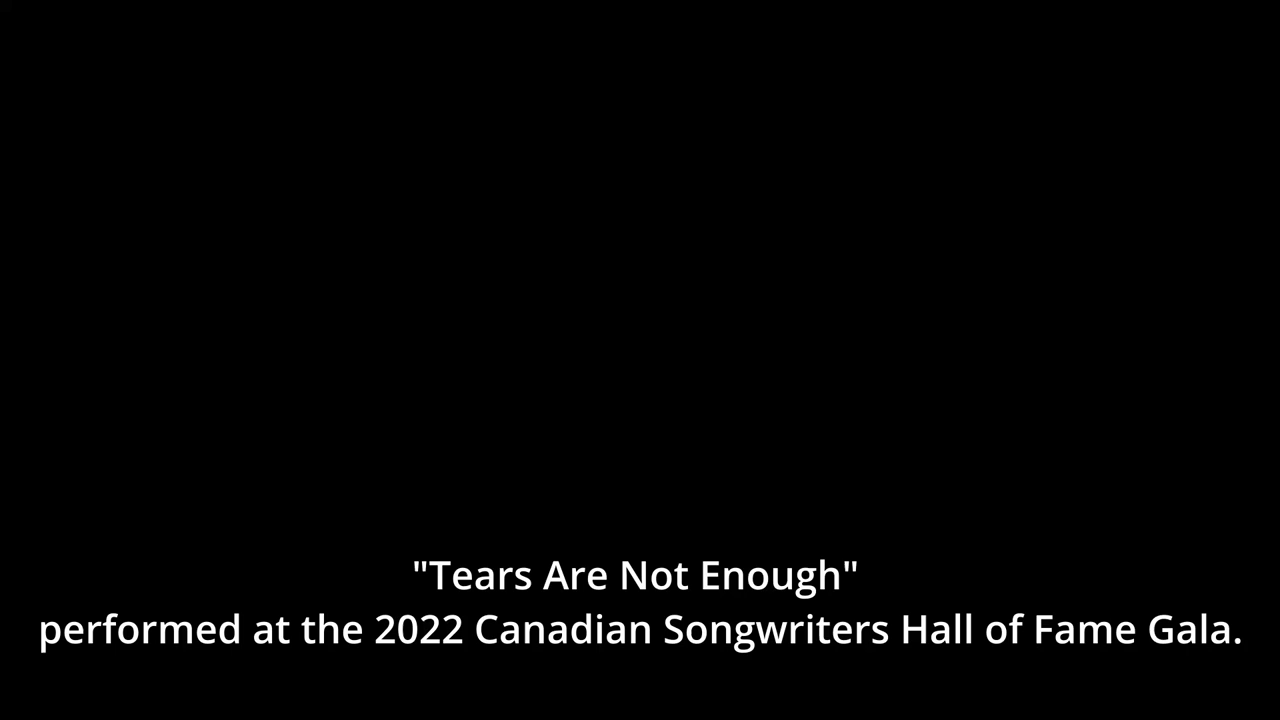 "Tears Are Not Enough"
performed at the 2022 Canadian Songwriters Hall of Fame Gala.